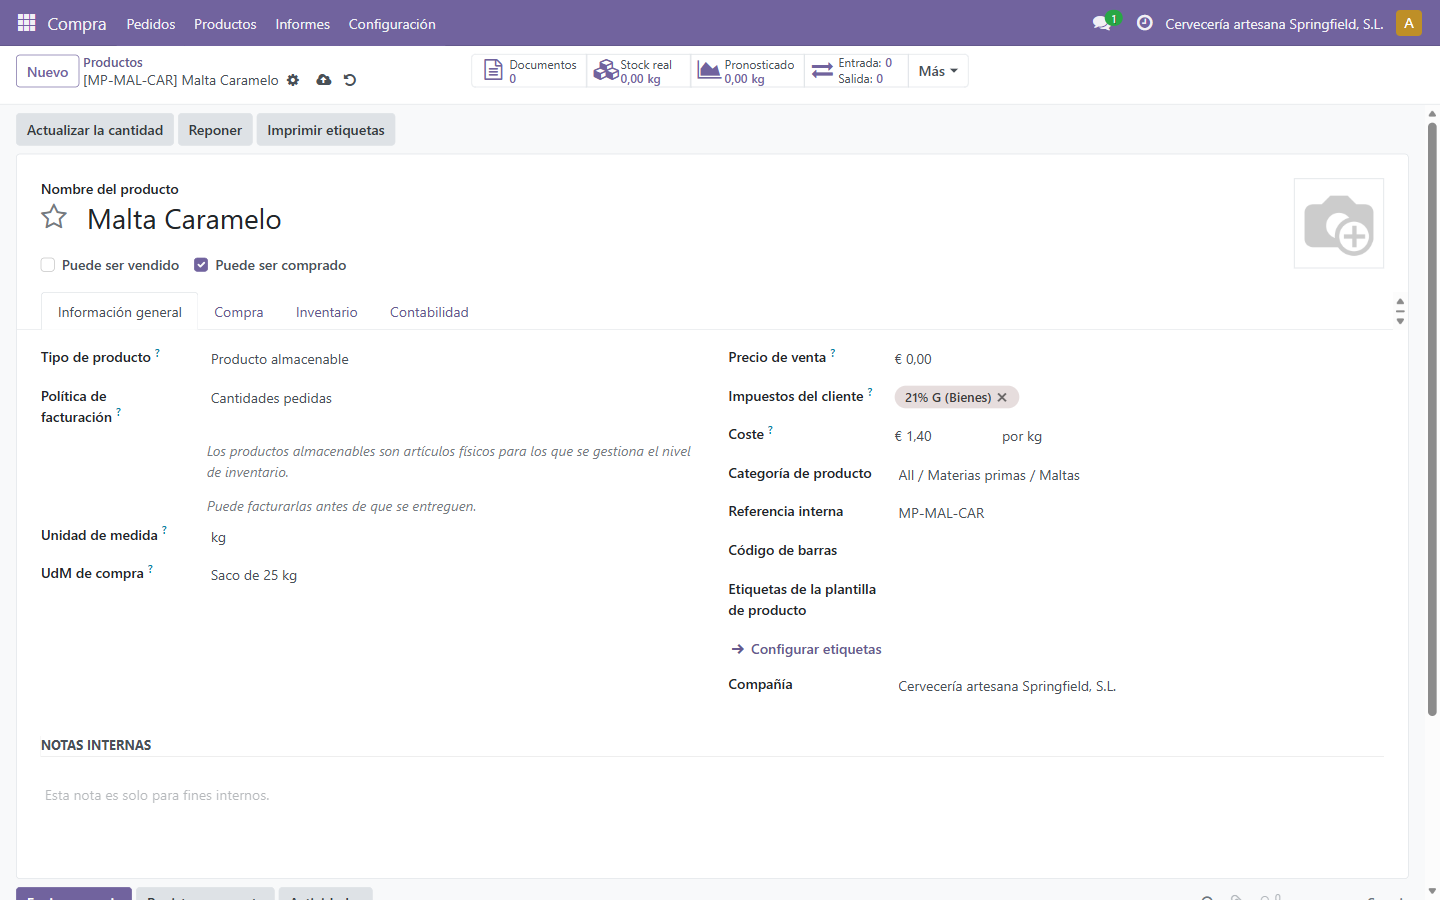 Compra Pedidos Productos Informes Configuración 1 Cervecería artesana Springfield, S.L. A
Nuevo
Productos
[MP-MAL-CAR] Malta Caramelo
Documentos
0
Stock real
0,00 kg
Pronosticado
0,00 kg
Entrada: 0
Salida: 0
Más
Actualizar la cantidad Reponer Imprimir etiquetas
Nombre del producto
Malta Caramelo
Puede ser vendido Puede ser comprado
Información general Compra Inventario Contabilidad
Tipo de producto ? Producto almacenable
Política de
facturación ? Cantidades pedidas
Los productos almacenables son artículos físicos para los que se gestiona el nivel
de inventario.
Puede facturarlas antes de que se entreguen.
Unidad de medida ? kg
UdM de compra ? Saco de 25 kg
Precio de venta ? € 0,00
Impuestos del cliente ? 21% G (Bienes)
Coste ? € 1,40 por kg
Categoría de producto All / Materias primas / Maltas
Referencia interna MP-MAL-CAR
Código de barras
Etiquetas de la plantilla
de producto
Configurar etiquetas
Compañía Cervecería artesana Springfield, S.L.
NOTAS INTERNAS
Esta nota es solo para fines internos.